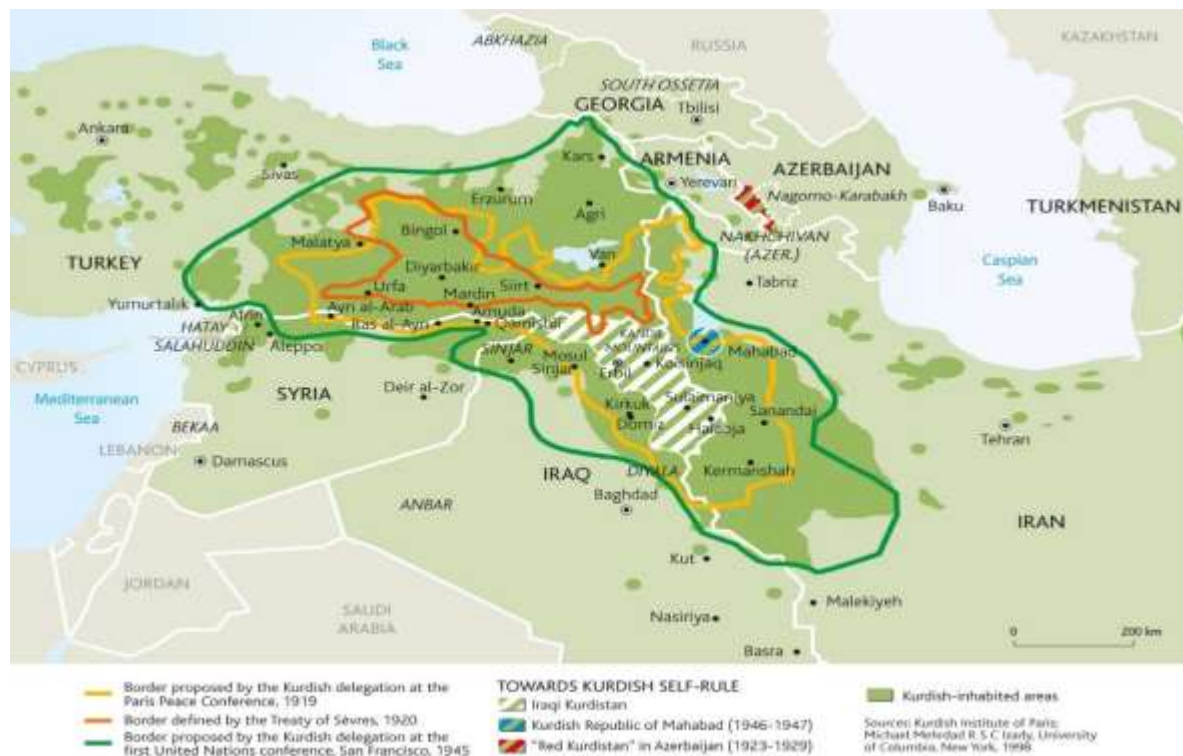 Black
Sea
ABKHAZIA
RUSSIA
KAZAKHSTAN
SOUTH OSSETIA
GEORGIA
Tbilisi
Ankara
Kars
ARMENIA
AZERBAIJAN
Sivas
Yerevan
Erzurum
Nagorno-Karabakh
Baku
TURKMENISTAN
Agri
Bingol
Malatya
NAKHCHIVAN
(AZER.)
TURKEY
Van
Caspian
Sea
Diyarbakir
Tabriz
Urfa
Siirt
Mardin
Yumurtalik
Ayn al-Arab
Amuda
Afrin
Ras al-Ayn
Qamishli
HATAY
SALAHUDDIN
Aleppo
SINJAR
MOUNTAINS
Mahabad
Mosul
Sinjar
Erbil
Koisinjaq
CYPRUS
SYRIA
Deir al-Zor
Sulaimaniya
Mediterranean
Sea
Kirkuk
Sanandaj
Domiz
Halabja
BEKAA
Tehran
LEBANON
Damascus
IRAQ
DIYALA
Kermanshah
Baghdad
ANBAR
IRAN
Kut
JORDAN
Malekiyeh
SAUDI
ARABIA
Nasiriya
Basra
0 200 km
Border proposed by the Kurdish delegation at the
Paris Peace Conference, 1919
Border defined by the Treaty of Sèvres, 1920
Border proposed by the Kurdish delegation at the
first United Nations conference, San Francisco, 1945
TOWARDS KURDISH SELF-RULE
Iraqi Kurdistan
Kurdish Republic of Mahabad (1946-1947)
"Red Kurdistan" in Azerbaijan (1923-1929)
Kurdish-inhabited areas
Sources: Kurdish Institute of Paris;
Michael Mehrdad R S C Izady, University
of Columbia, New York, 1998